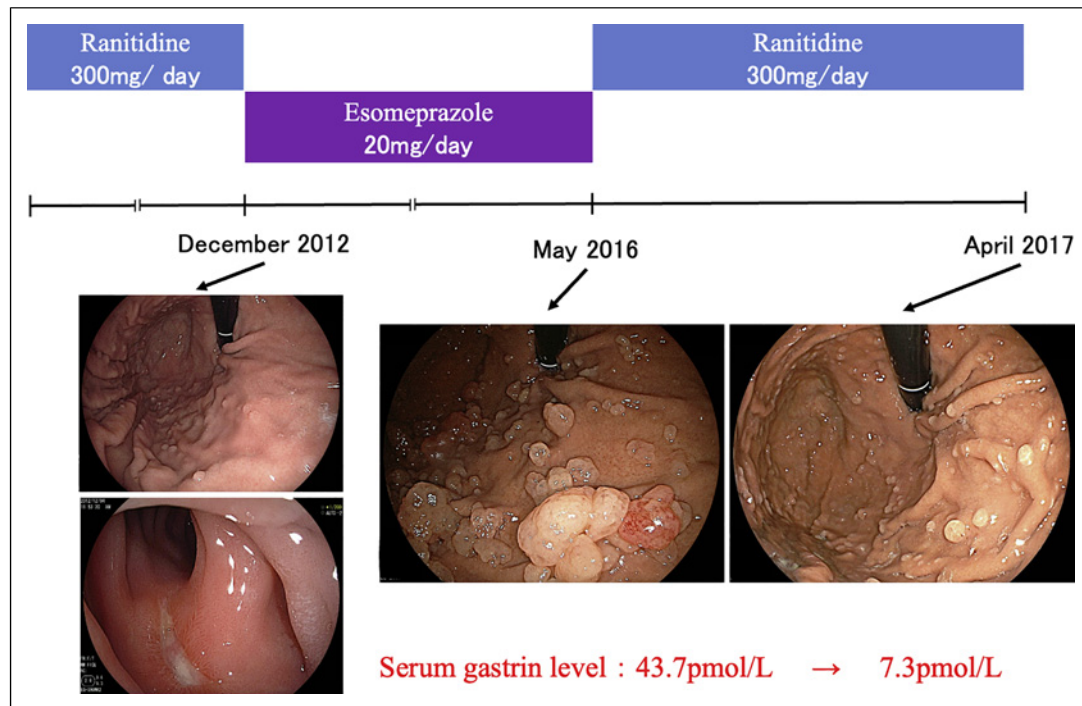 Ranitidine
300mg/ day
Ranitidine
300mg/day
Esomeprazole
20mg/day
December 2012
May 2016
April 2017
Serum gastrin level : 43.7pmol/L → 7.3pmol/L